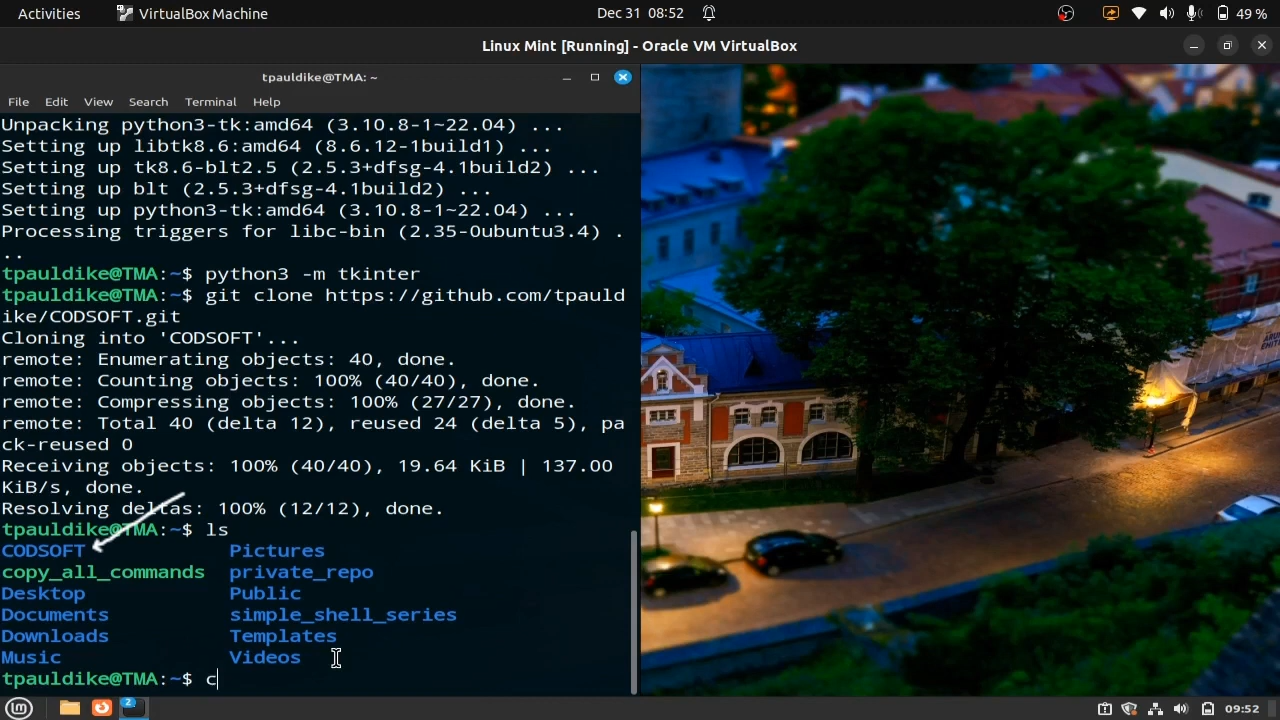 Activities VirtualBox Machine Dec 31 08:52 49 %
Linux Mint [Running] - Oracle VM VirtualBox
tpauldike@TMA: ~
File Edit View Search Terminal Help
Unpacking python3-tk:amd64 (3.10.8-1~22.04) ...
Setting up libtk8.6:amd64 (8.6.12-1build1) ...
Setting up tk8.6-blt2.5 (2.5.3+dfsg-4.1build2) ...
Setting up blt (2.5.3+dfsg-4.1build2) ...
Setting up python3-tk:amd64 (3.10.8-1~22.04) ...
Processing triggers for libc-bin (2.35-0ubuntu3.4) .
..
tpauldike@TMA:~$ python3 -m tkinter
tpauldike@TMA:~$ git clone https://github.com/tpauld
ike/CODSOFT.git
Cloning into 'CODSOFT'...
remote: Enumerating objects: 40, done.
remote: Counting objects: 100% (40/40), done.
remote: Compressing objects: 100% (27/27), done.
remote: Total 40 (delta 12), reused 24 (delta 5), pa
ck-reused 0
Receiving objects: 100% (40/40), 19.64 KiB | 137.00
KiB/s, done.
Resolving deltas: 100% (12/12), done.
tpauldike@TMA:~$ ls
CODSOFT Pictures
copy_all_commands private_repo
Desktop Public
Documents simple_shell_series
Downloads Templates
Music Videos
tpauldike@TMA:~$ c
2 09:52